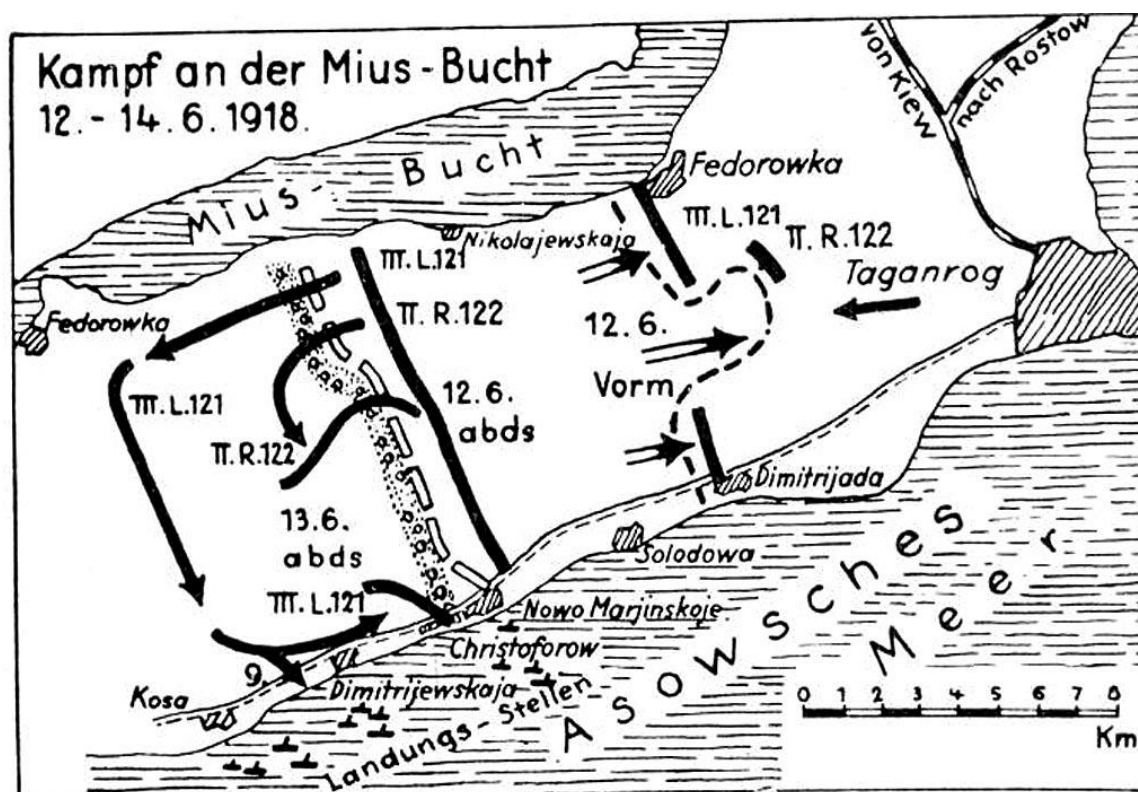 Kampf an der Mius-Bucht
12.-14.6.1918.
von Kiew
nach Rostow
Mius-Bucht
Fedorowka
III.L.121
II.R.122
Nikolajewskaja
Taganrog
12.6.
Vorm
III.L.121
II.R.122
12.6.
abds
Fedorowka
III.L.121
II.R.122
13.6.
abds
III.L.121
Dimitrijada
Solodowa
Nowo Marjinskoje
Christoforow
9.
Kosa
Dimitrijewskaja
Landungs-Stellen
Asowsches
Meer
0 1 2 3 4 5 6 7 8
Km